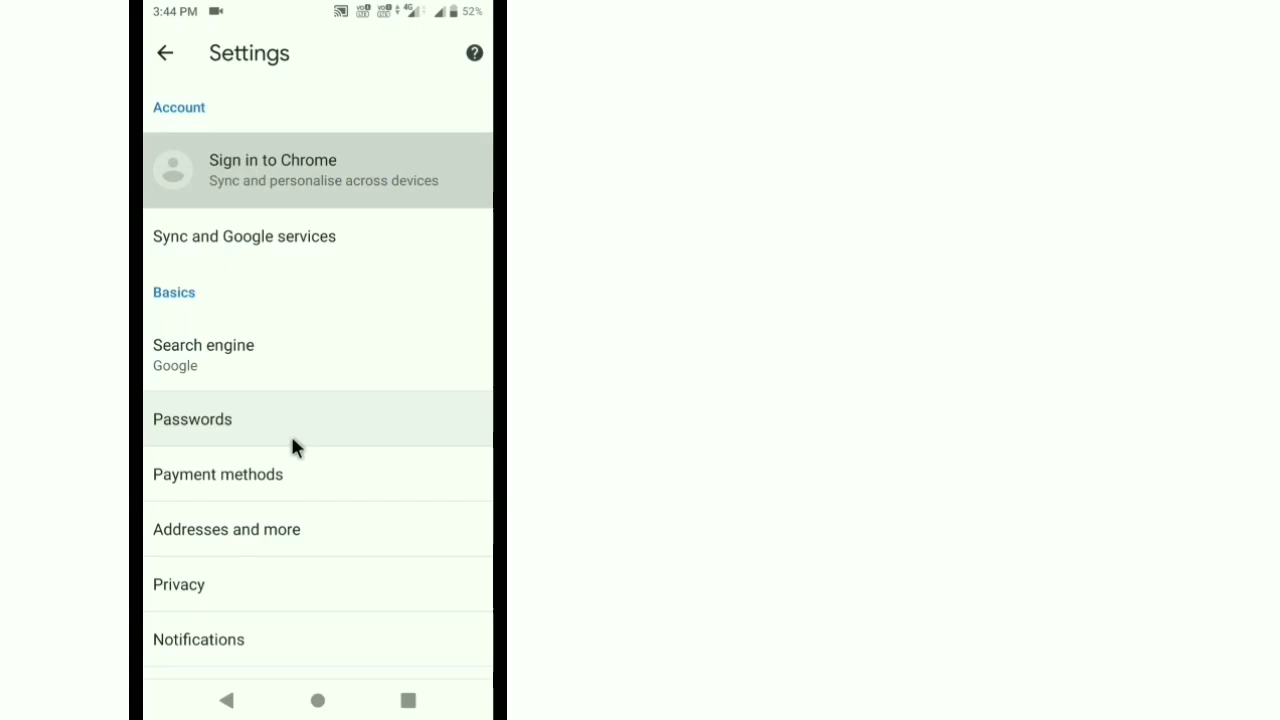 3:44 PM 4G 52%
Settings
Account
Sign in to Chrome
Sync and personalise across devices
Sync and Google services
Basics
Search engine
Google
Passwords
Payment methods
Addresses and more
Privacy
Notifications